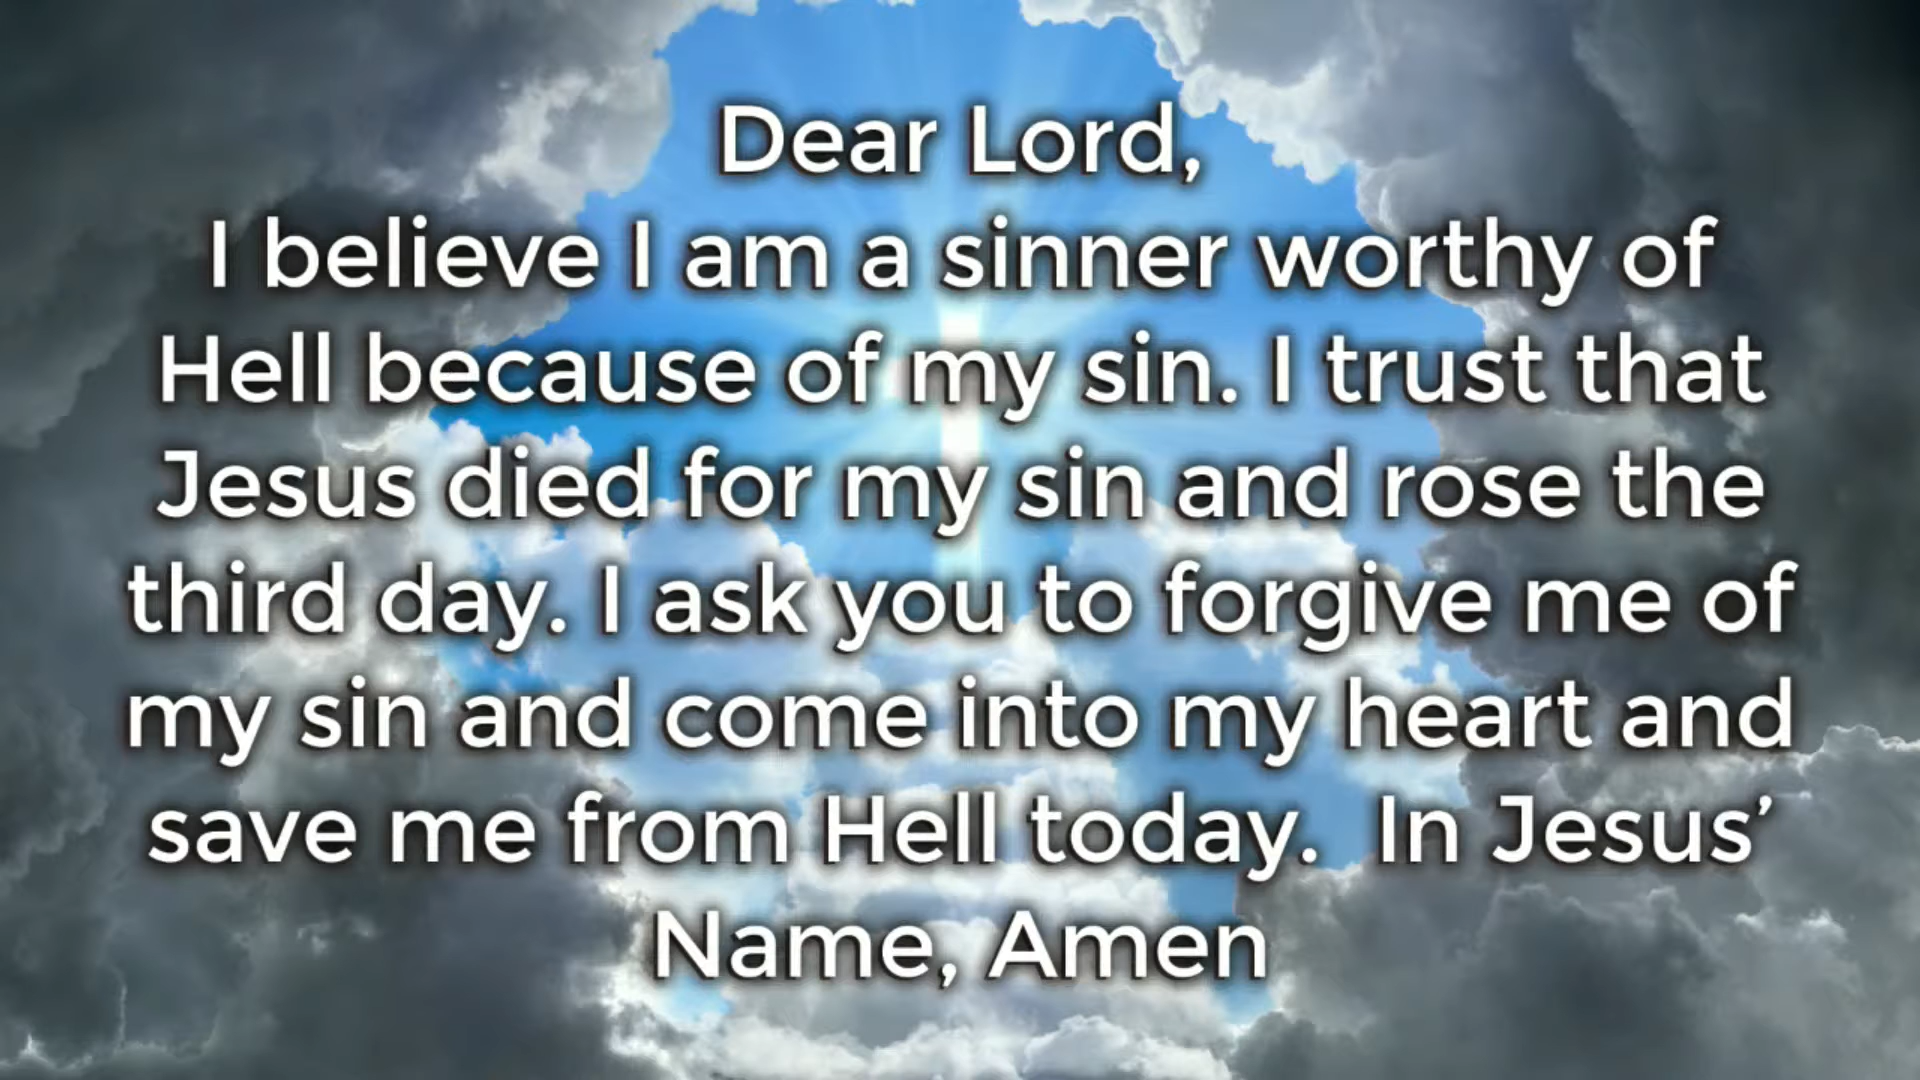 Dear Lord,
I believe I am a sinner worthy of
Hell because of my sin. I trust that
Jesus died for my sin and rose the
third day. I ask you to forgive me of
my sin and come into my heart and
save me from Hell today.  In Jesus’
Name, Amen